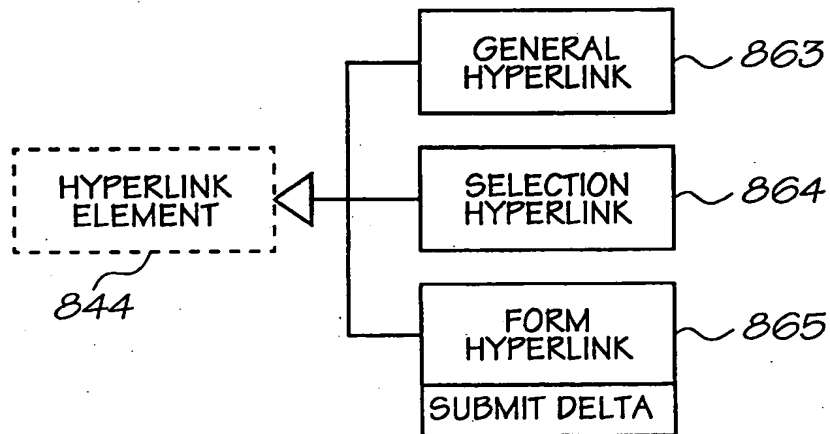 GENERAL
HYPERLINK
863
HYPERLINK
ELEMENT
844
SELECTION
HYPERLINK
864
FORM
HYPERLINK
865
SUBMIT DELTA